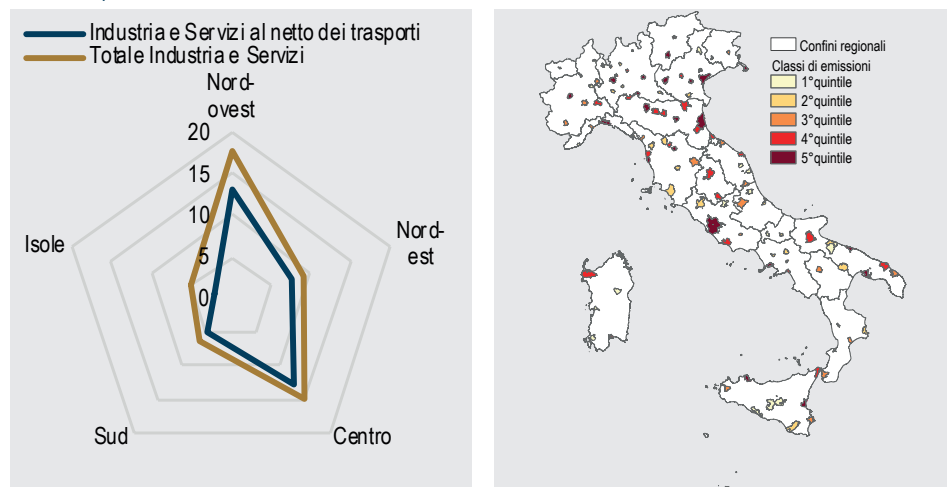 Industria e Servizi al netto dei trasporti
Totale Industria e Servizi
Nord-
ovest
20
15
10
5
0
Isole
Nord-
est
Sud
Centro
Confini regionali
Classi di emissioni
1°quintile
2°quintile
3°quintile
4°quintile
5°quintile